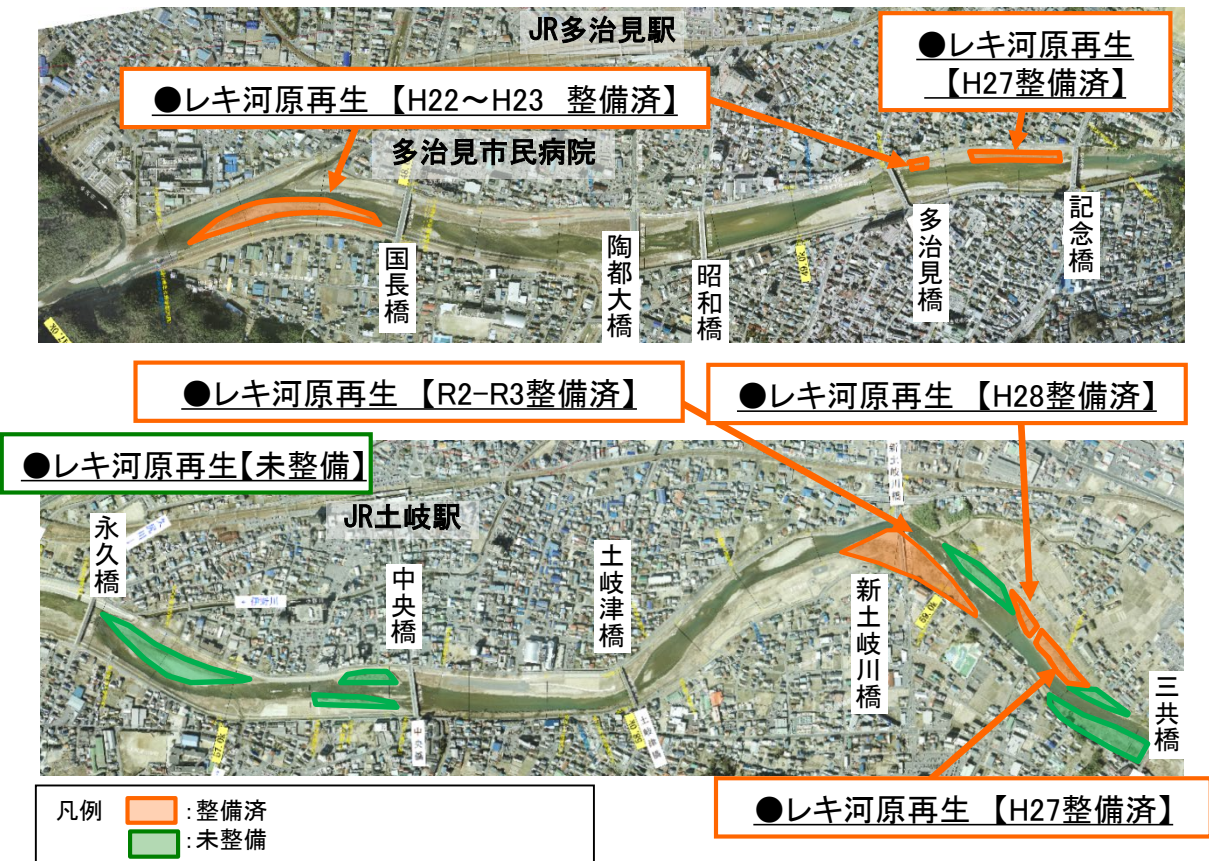 JR多治見駅
●レキ河原再生
【H27整備済】
●レキ河原再生 【H22～H23　整備済】
多治見市民病院
国長橋
陶都大橋
昭和橋
多治見橋
記念橋
●レキ河原再生 【R2-R3整備済】
●レキ河原再生 【H28整備済】
●レキ河原再生【未整備】
JR土岐駅
永久橋
中央橋
土岐津橋
新土岐川橋
三共橋
●レキ河原再生 【H27整備済】
凡例
:整備済
:未整備